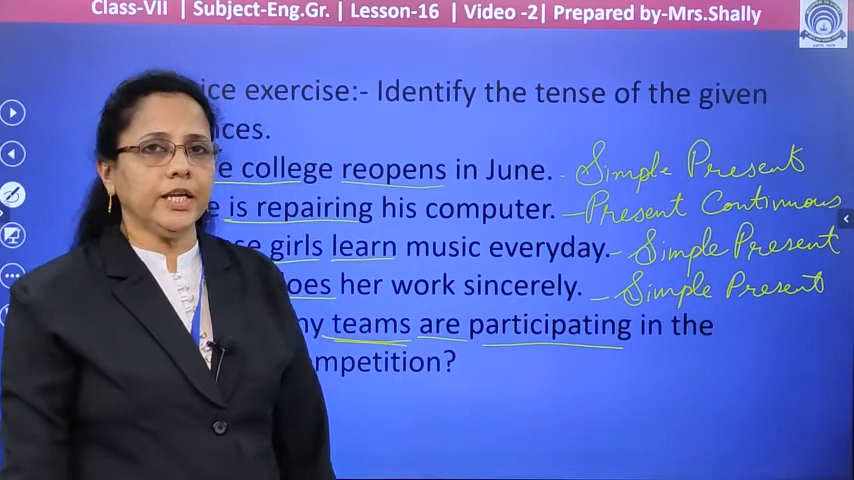 Class-VII | Subject-Eng.Gr. | Lesson-16 | Video -2| Prepared by-Mrs.Shally
ice exercise:- Identify the tense of the given
nces.
e college reopens in June. - Simple Present
e is repairing his computer. - Present Continuous
se girls learn music everyday. - Simple Present
does her work sincerely. - Simple Present
ny teams are participating in the
mpetition?